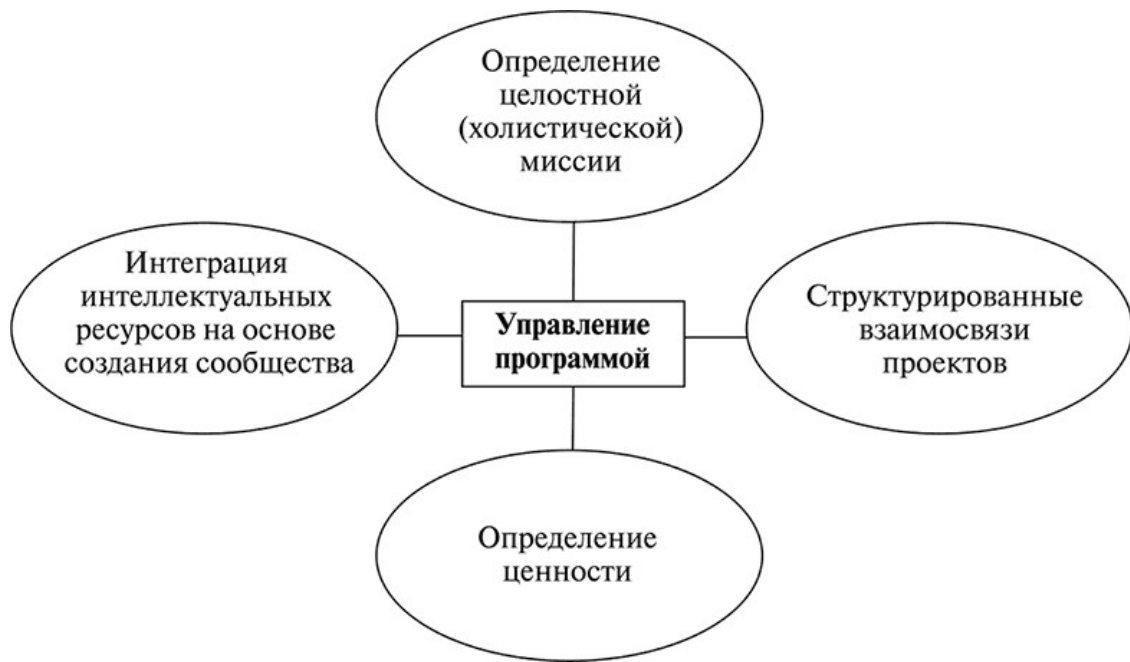 Определение
целостной
(холистической)
миссии
Интеграция
интеллектуальных
ресурсов на основе
создания сообщества
Управление
программой
Структурированные
взаимосвязи
проектов
Определение
ценности